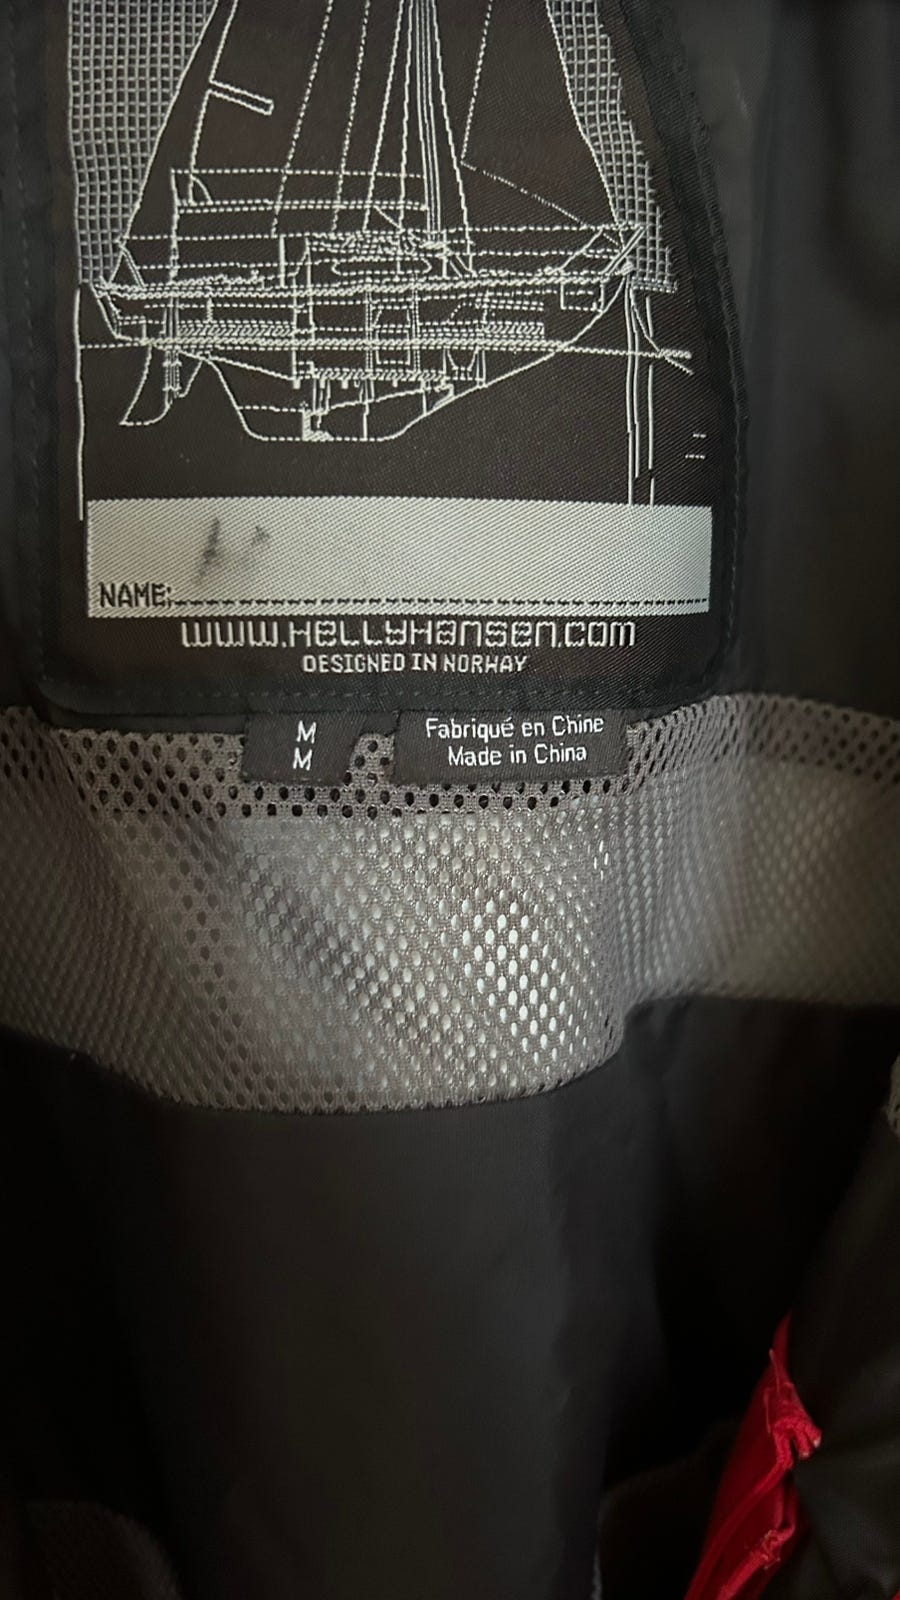 NAME:
www.HELLYHansen.com
DESIGNED IN NORWAY
M
M
Fabriqué en Chine
Made in China